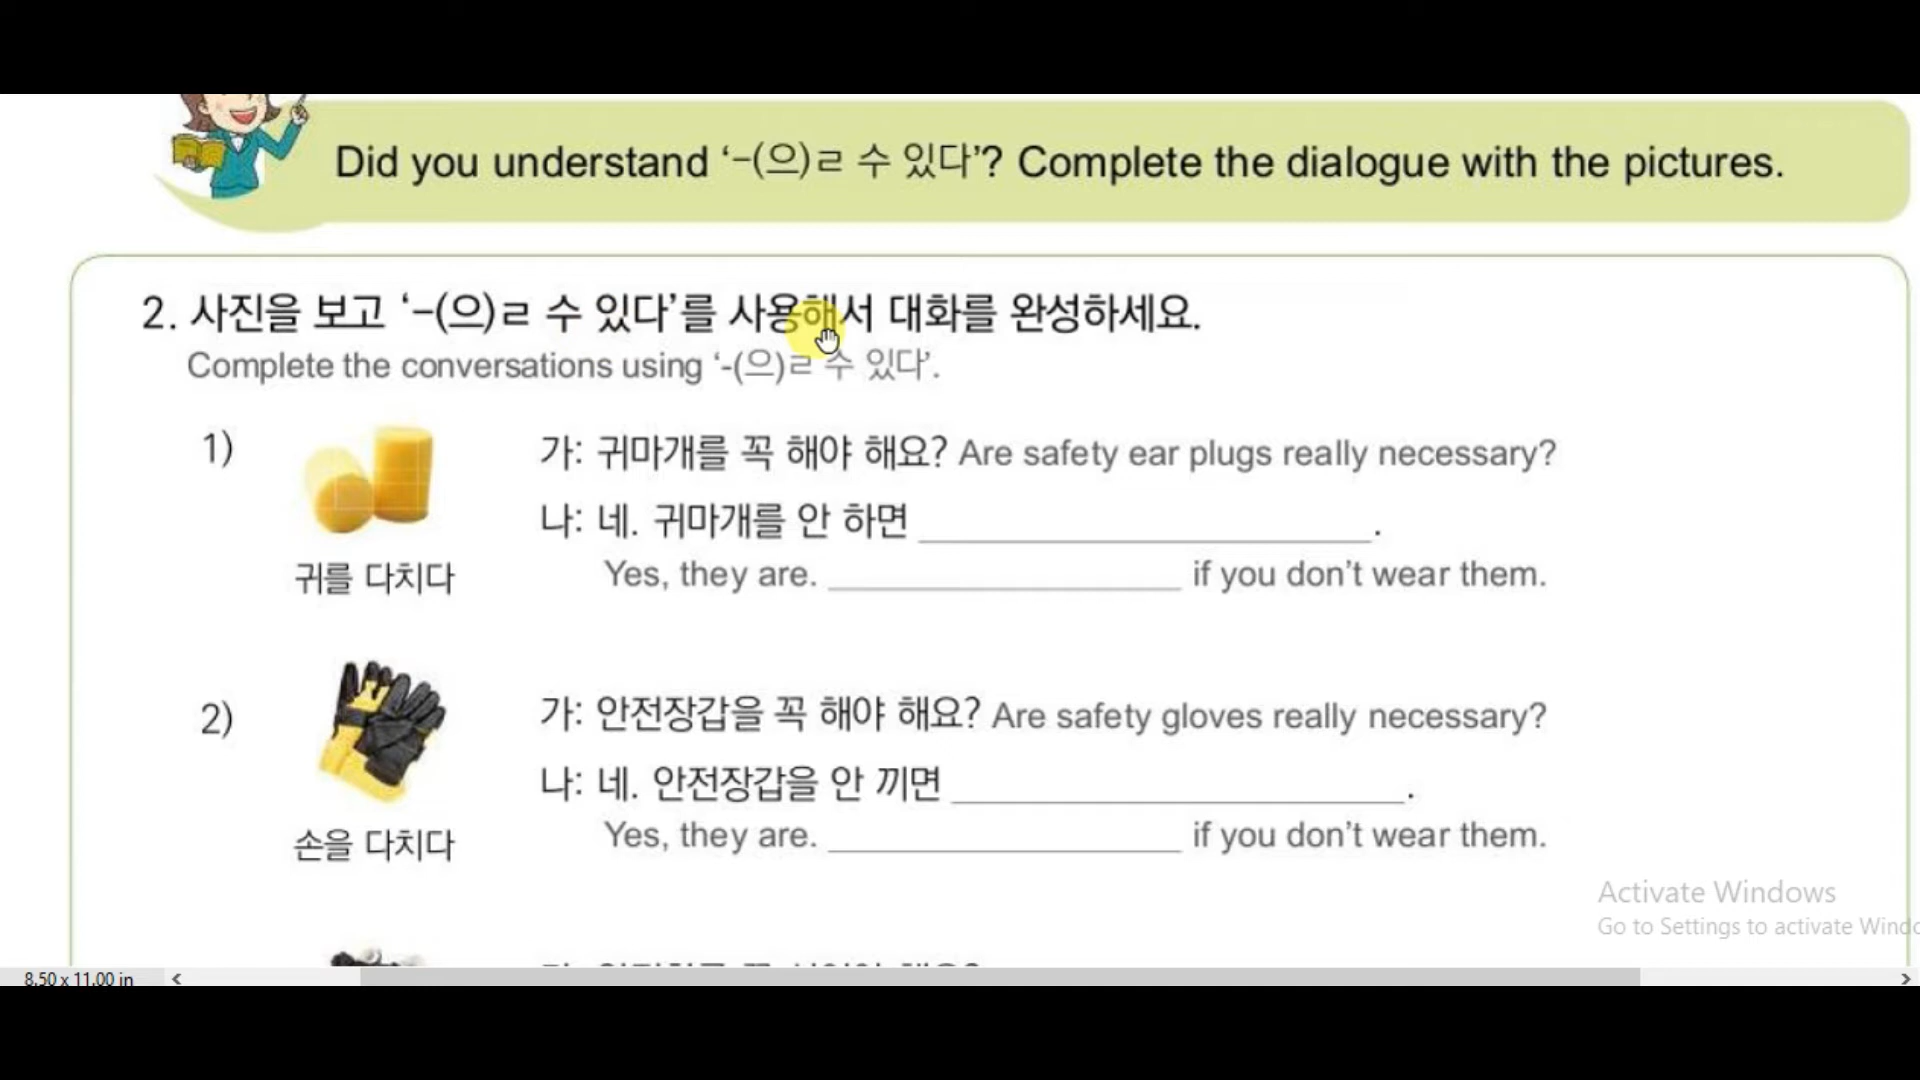 Did you understand ‘-(으)ㄹ 수 있다’? Complete the dialogue with the pictures.
2. 사진을 보고 ‘-(으)ㄹ 수 있다’를 사용해서 대화를 완성하세요.
Complete the conversations using ‘-(으)ㄹ 수 있다’.
1)
가: 귀마개를 꼭 해야 해요? Are safety ear plugs really necessary?
나: 네. 귀마개를 안 하면 ____________________.
Yes, they are. ____________________ if you don’t wear them.
귀를 다치다
2)
가: 안전장갑을 꼭 해야 해요? Are safety gloves really necessary?
나: 네. 안전장갑을 안 끼면 ____________________.
Yes, they are. ____________________ if you don’t wear them.
손을 다치다
Activate Windows
Go to Settings to activate
8.50 x 11.00 in